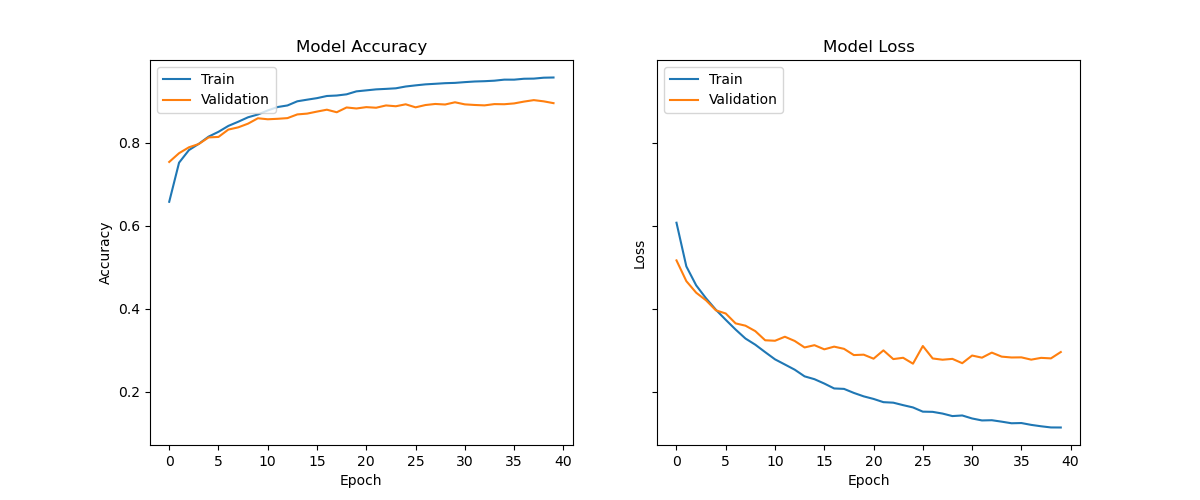 Model Accuracy
Train
Validation
0.8
0.6
0.4
0.2
Accuracy
0 5 10 15 20 25 30 35 40
Epoch
Model Loss
Train
Validation
Loss
0 5 10 15 20 25 30 35 40
Epoch